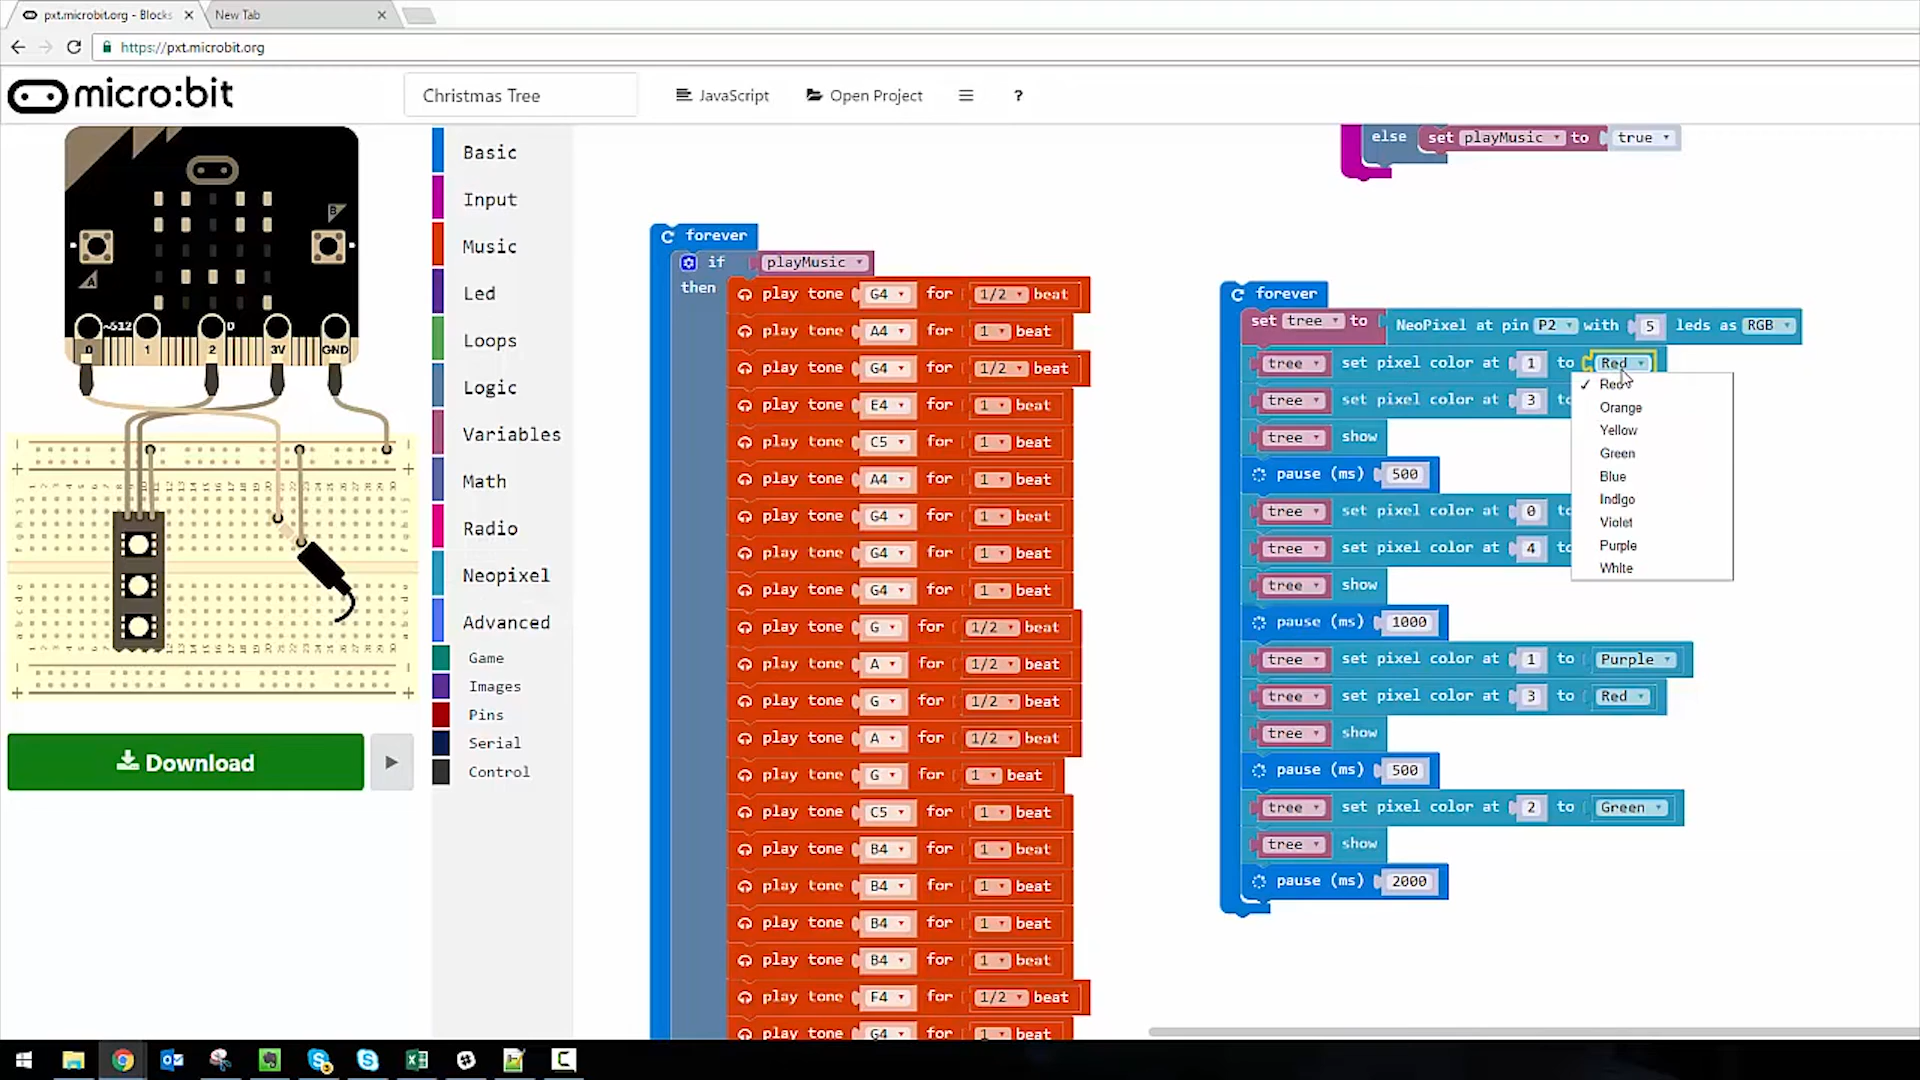 pxt.microbit.org - Blocks
New Tab
https://pxt.microbit.org
micro:bit
Christmas Tree
JavaScript
Open Project
?
A
B
~512
0
0
1
2
3V
GND
Download
Basic
Input
Music
Led
Loops
Logic
Variables
Math
Radio
Neopixel
Advanced
Game
Images
Pins
Serial
Control
forever
if playMusic
then
play tone G4 for 1/2 beat
play tone A4 for 1 beat
play tone G4 for 1/2 beat
play tone E4 for 1 beat
play tone C5 for 1 beat
play tone A4 for 1 beat
play tone G4 for 1 beat
play tone G4 for 1 beat
play tone G4 for 1 beat
play tone G for 1/2 beat
play tone A for 1/2 beat
play tone G for 1/2 beat
play tone A for 1/2 beat
play tone G for 1 beat
play tone C5 for 1 beat
play tone B4 for 1 beat
play tone B4 for 1 beat
play tone B4 for 1 beat
play tone B4 for 1 beat
play tone F4 for 1/2 beat
play tone G4 for 1 beat
else set playMusic to true
forever
set tree to NeoPixel at pin P2 with 5 leds as RGB
tree set pixel color at 1 to Red
tree set pixel color at 3
tree show
pause (ms) 500
tree set pixel color at 0
tree set pixel color at 4
tree show
pause (ms) 1000
tree set pixel color at 1 to Purple
tree set pixel color at 3 to Red
tree show
pause (ms) 500
tree set pixel color at 2 to Green
tree show
pause (ms) 2000
Red
Orange
Yellow
Green
Blue
Indigo
Violet
Purple
White